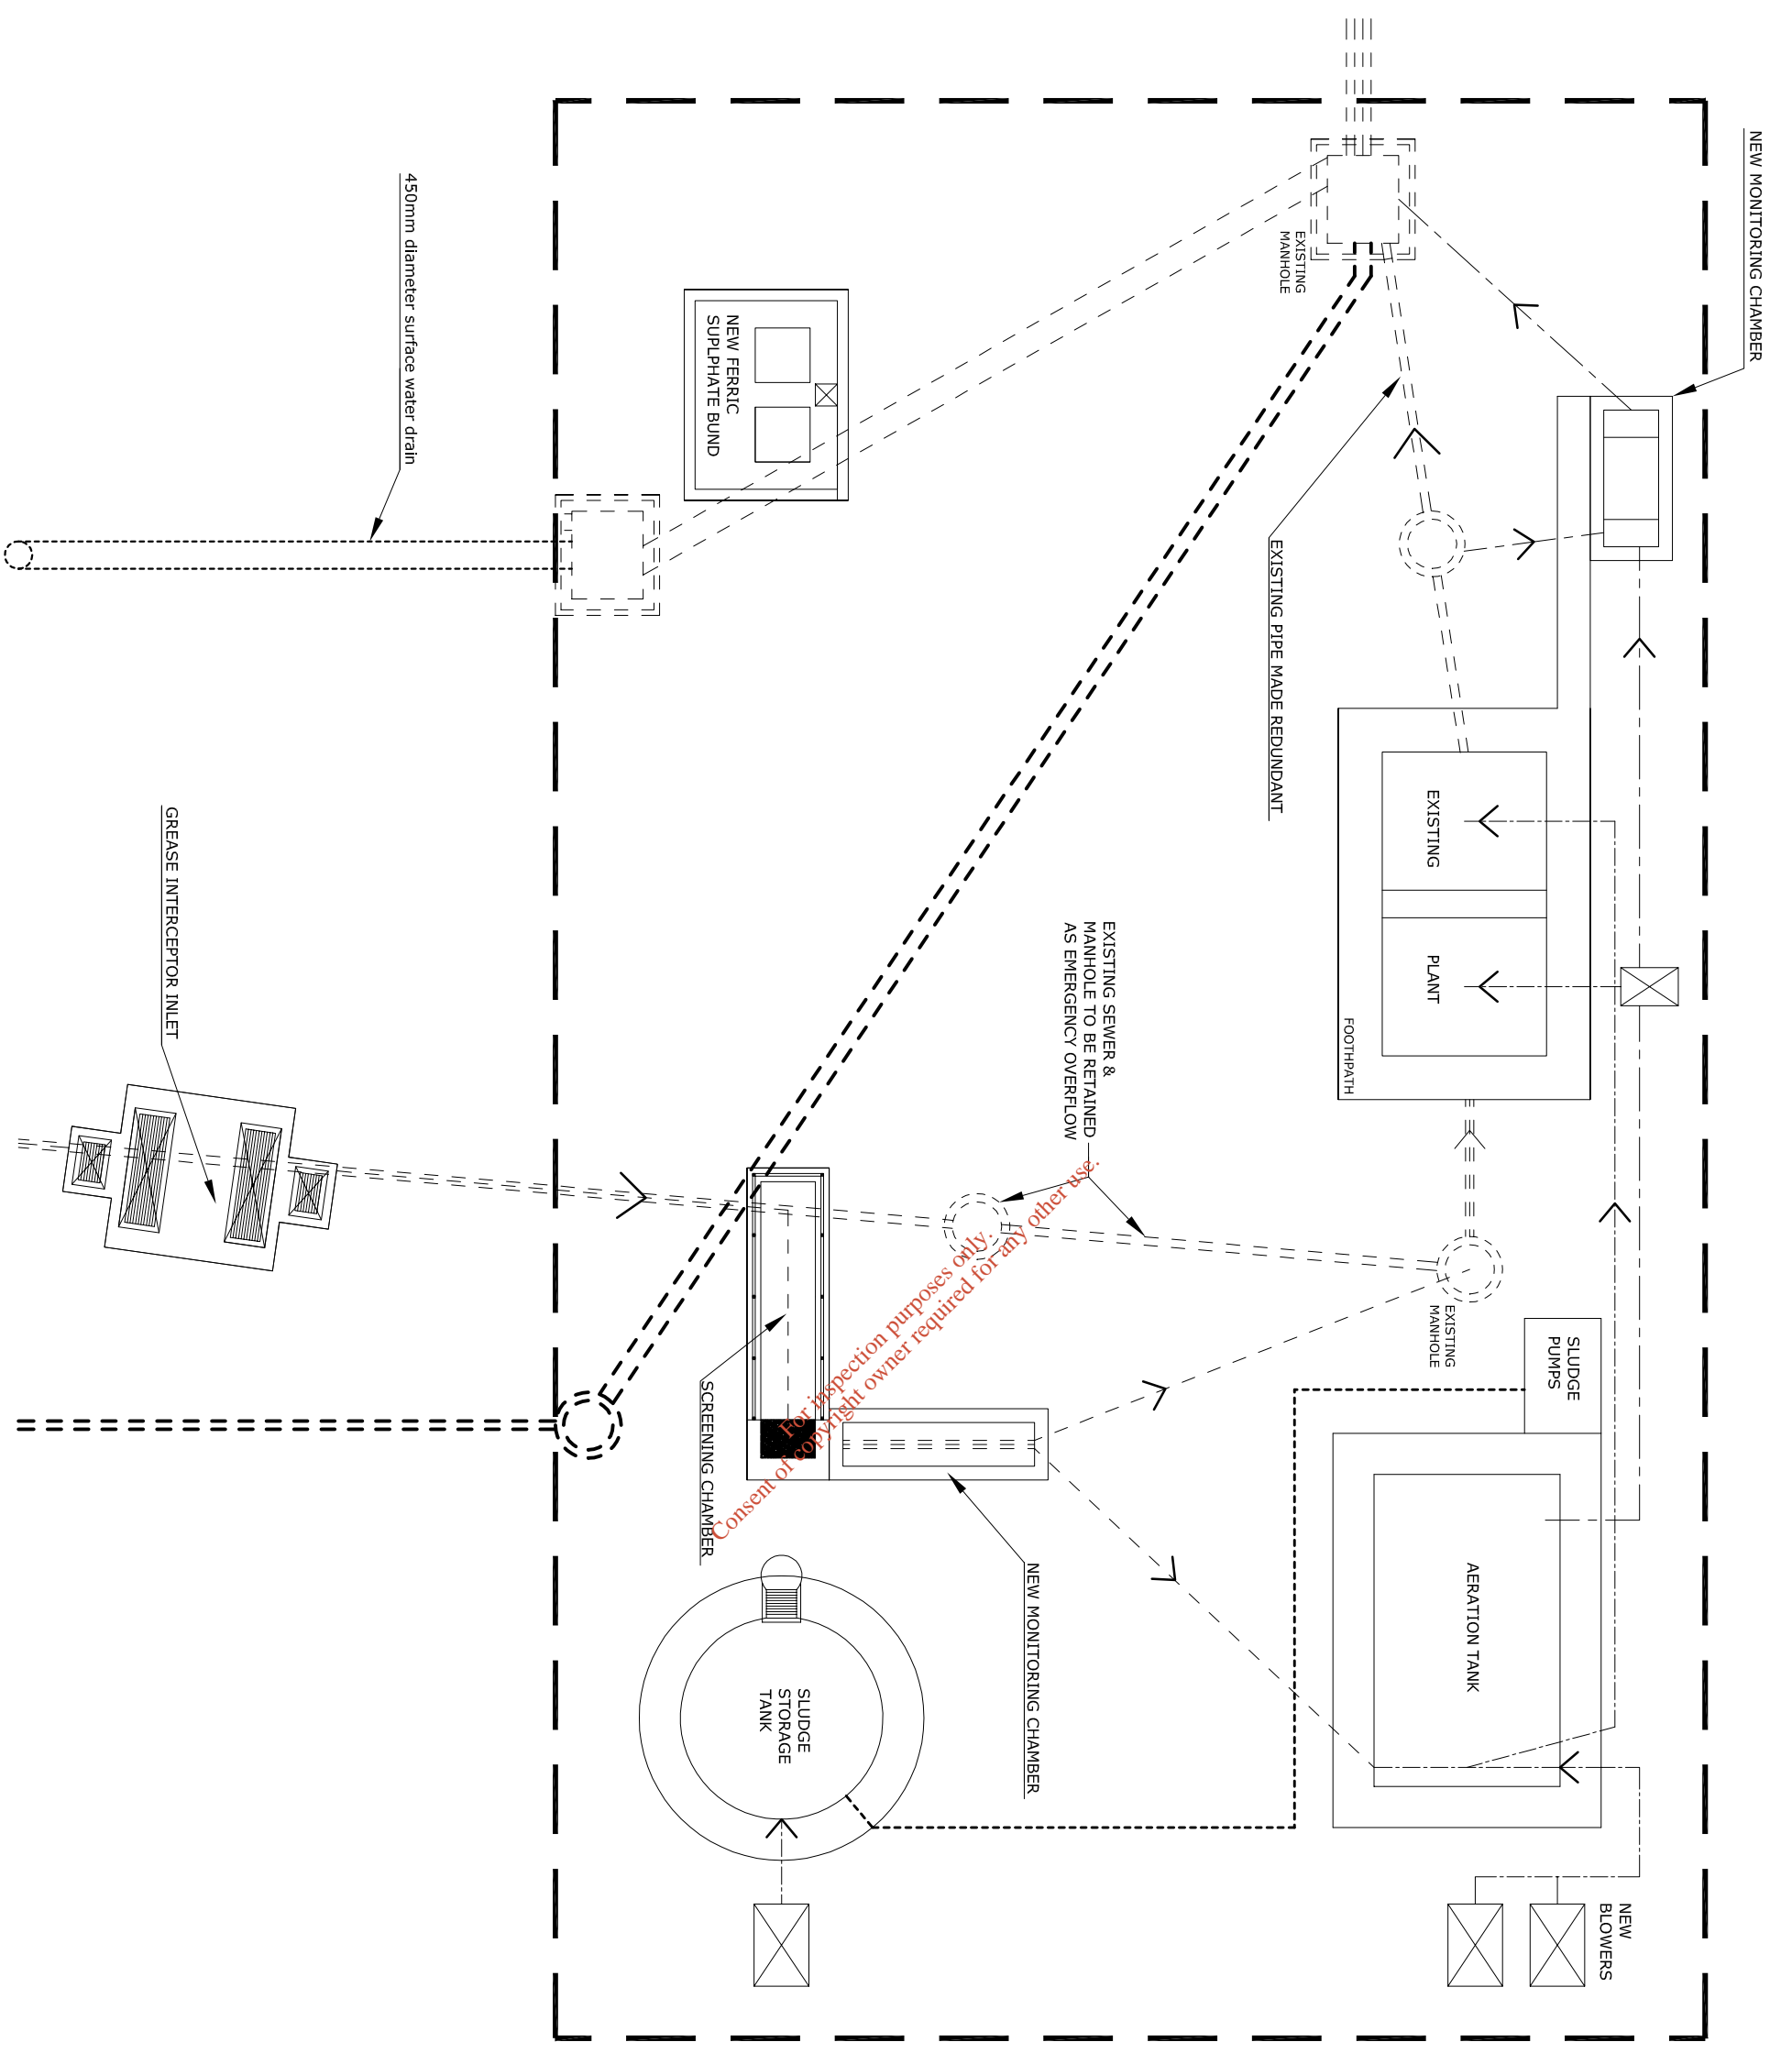 NEW MONITORING CHAMBER
450mm diameter surface water drain
EXISTING
MANHOLE
NEW FERRIC
SUPLPHATE BUND
EXISTING PIPE MADE REDUNDANT
EXISTING
PLANT
FOOTHPATH
GREASE INTERCEPTOR INLET
EXISTING SEWER &
MANHOLE TO BE RETAINED
AS EMERGENCY OVERFLOW
EXISTING
MANHOLE
SLUDGE
PUMPS
SCREENING CHAMBER
NEW MONITORING CHAMBER
AERATION TANK
SLUDGE
STORAGE
TANK
NEW
BLOWERS
For inspection purposes only.
Consent of copyright owner required for any other use.